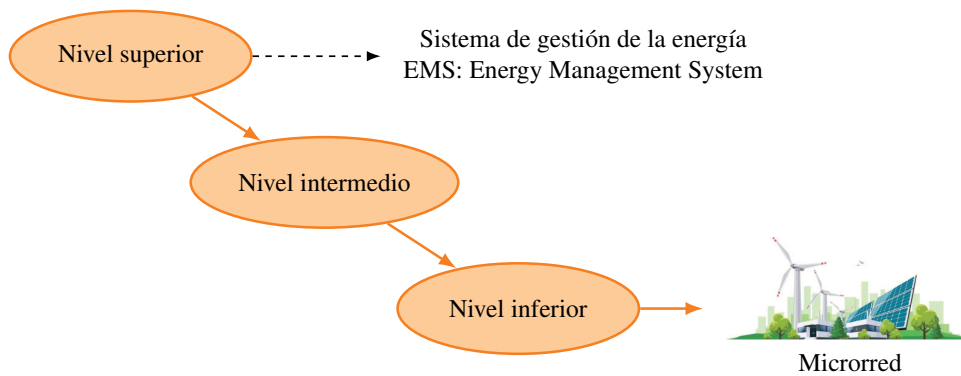 Nivel superior
Sistema de gestión de la energía
EMS: Energy Management System
Nivel intermedio
Nivel inferior
Microrred